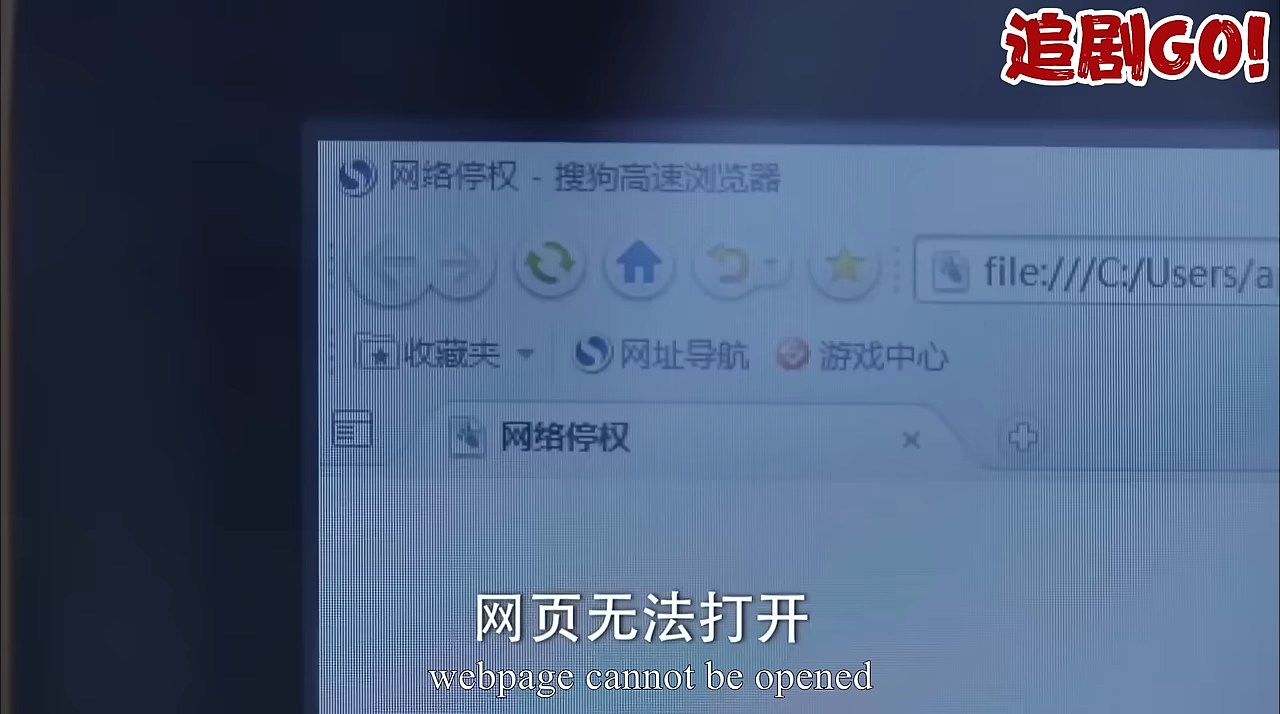 追剧GO!
网络停权 - 搜狗高速浏览器
file:///C:/Users/a
收藏夹 网址导航 游戏中心
网络停权
网页无法打开
webpage cannot be opened